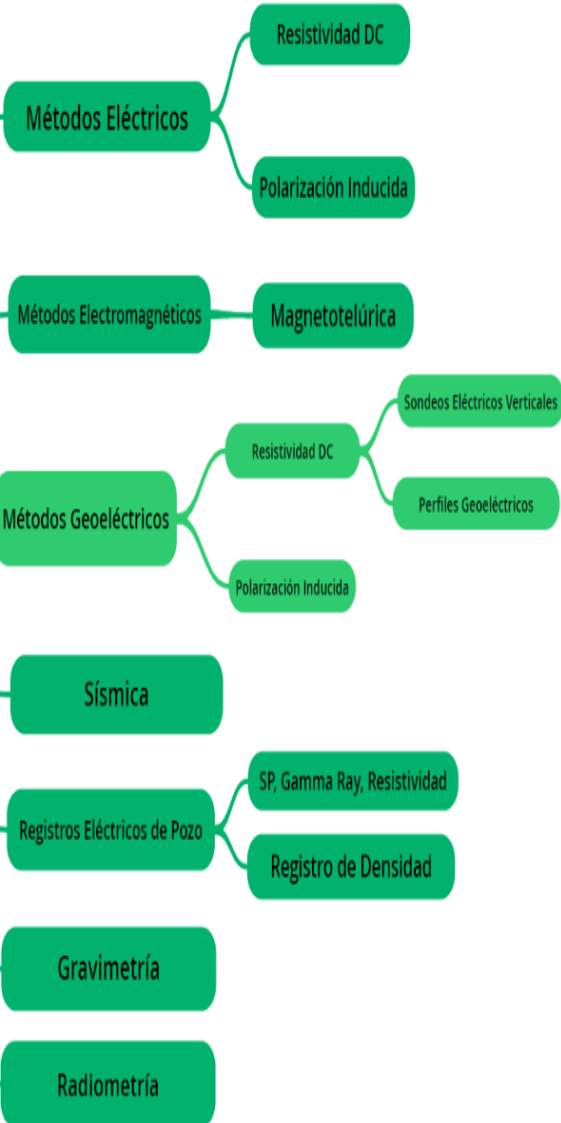 Resistividad DC
Métodos Eléctricos
Polarización Inducida
Métodos Electromagnéticos
Magnetotelúrica
Sondeos Eléctricos Verticales
Resistividad DC
Perfiles Geoeléctricos
Métodos Geoeléctricos
Polarización Inducida
Sísmica
SP, Gamma Ray, Resistividad
Registros Eléctricos de Pozo
Registro de Densidad
Gravimetría
Radiometría